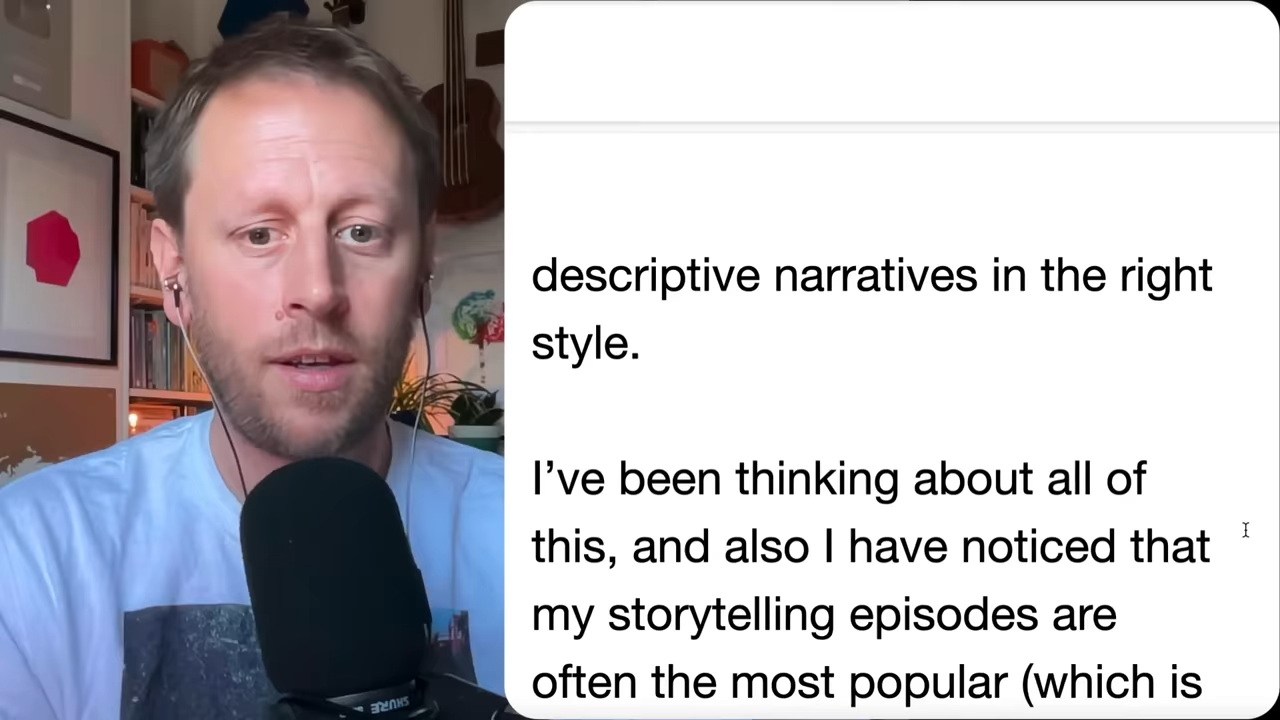 descriptive narratives in the right
style.
I’ve been thinking about all of
this, and also I have noticed that
my storytelling episodes are
often the most popular (which is
SHURE